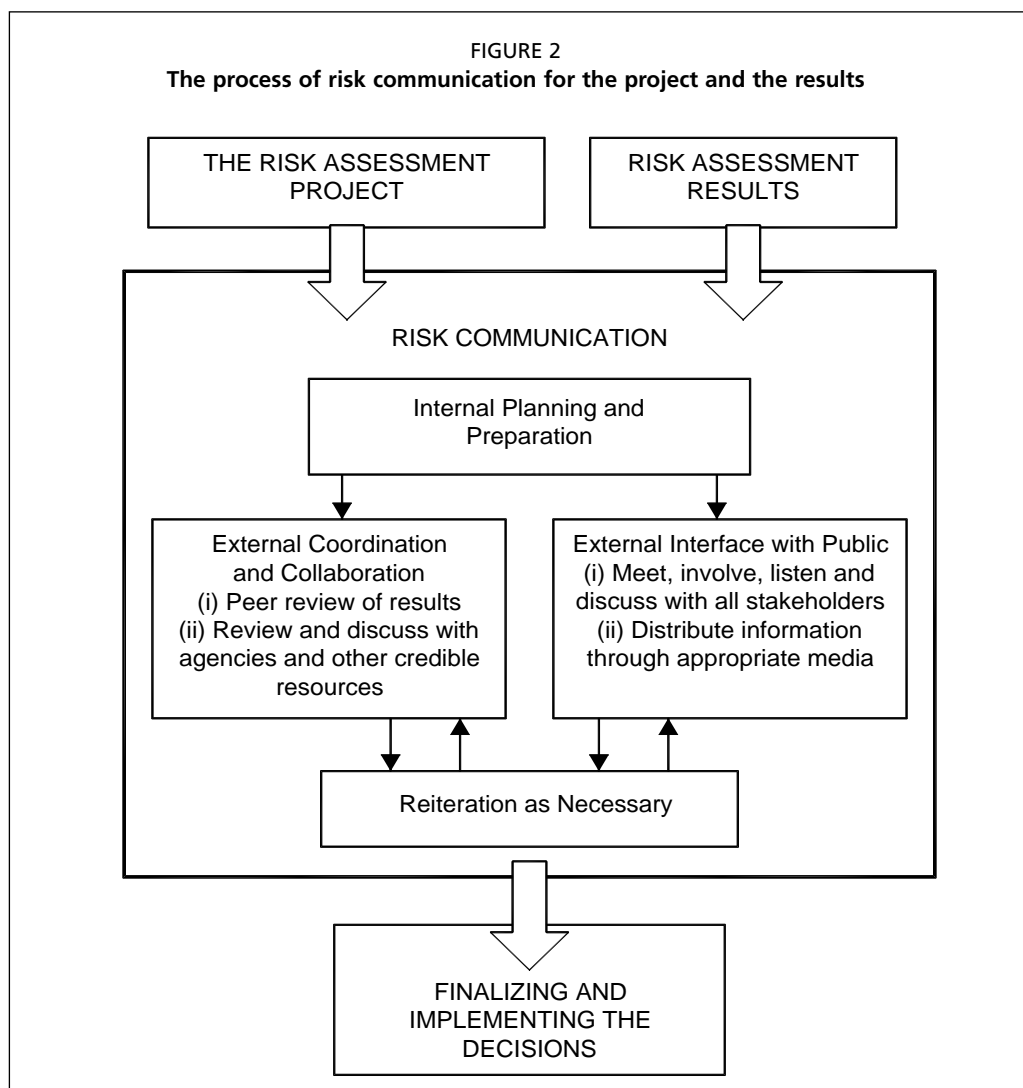 FIGURE 2
The process of risk communication for the project and the results
THE RISK ASSESSMENT
PROJECT
RISK ASSESSMENT
RESULTS
RISK COMMUNICATION
Internal Planning and
Preparation
External Coordination
and Collaboration
(i) Peer review of results
(ii) Review and discuss with
agencies and other credible
resources
External Interface with Public
(i) Meet, involve, listen and
discuss with all stakeholders
(ii) Distribute information
through appropriate media
Reiteration as Necessary
FINALIZING AND
IMPLEMENTING THE
DECISIONS